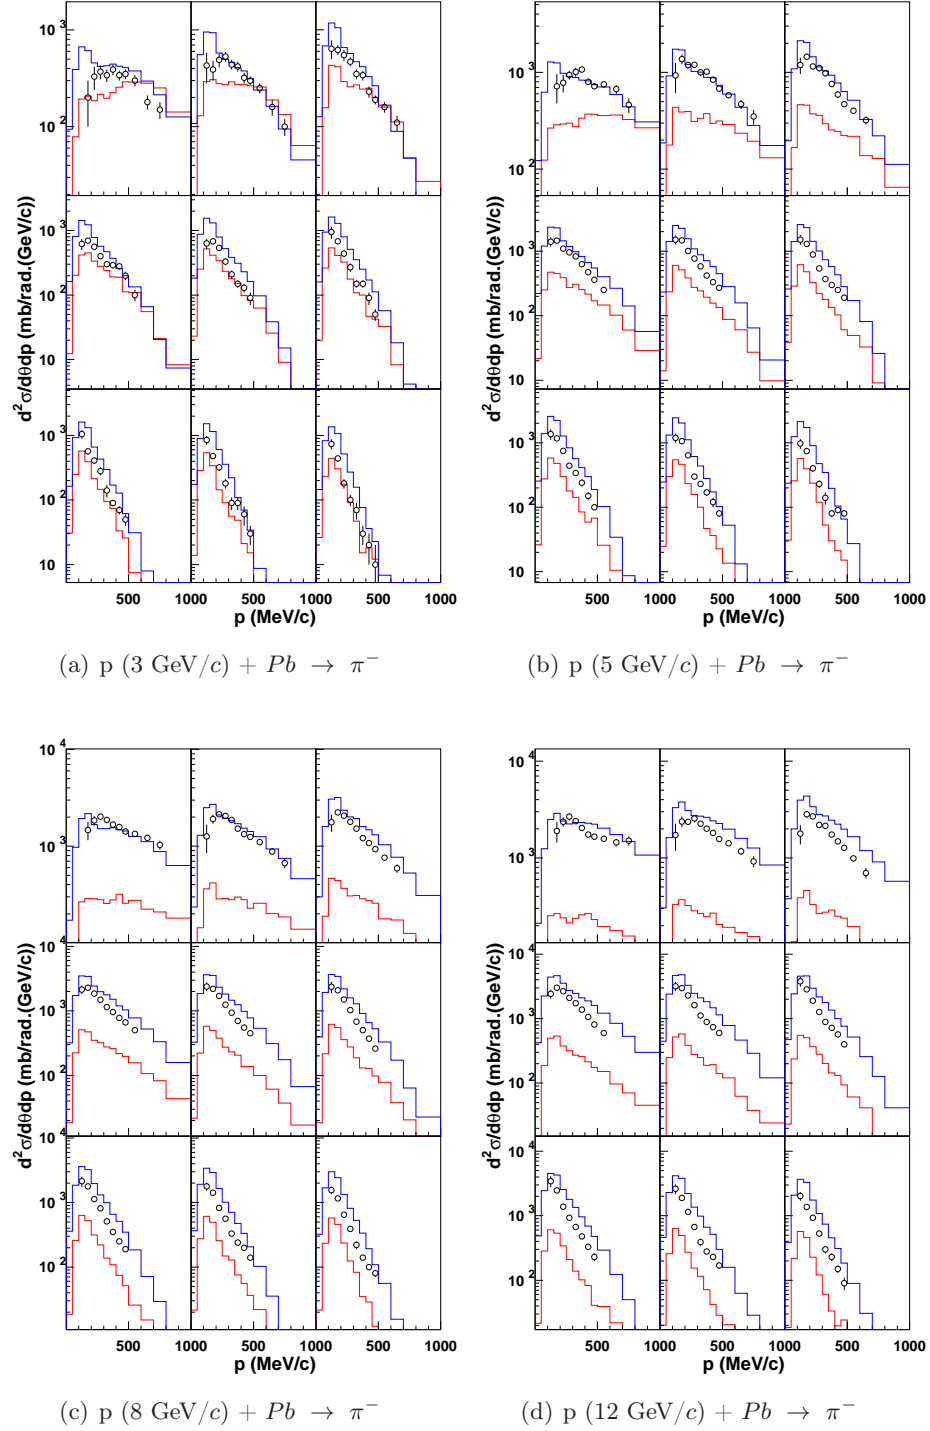 10³
10²
10³
10²
10
10³
10²
10
d²σ/dθdp (mb/rad.(GeV/c))
500 1000 500 1000 500 1000
p (MeV/c)
(a) p (3 GeV/c) + Pb → π⁻
10³
10²
10³
10²
10
10³
10²
10
d²σ/dθdp (mb/rad.(GeV/c))
500 1000 500 1000 500 1000
p (MeV/c)
(b) p (5 GeV/c) + Pb → π⁻
10⁴
10³
10⁴
10³
10²
10⁴
10³
10²
d²σ/dθdp (mb/rad.(GeV/c))
500 1000 500 1000 500 1000
p (MeV/c)
(c) p (8 GeV/c) + Pb → π⁻
10⁴
10³
10³
10²
10³
10²
d²σ/dθdp (mb/rad.(GeV/c))
500 1000 500 1000 500 1000
p (MeV/c)
(d) p (12 GeV/c) + Pb → π⁻